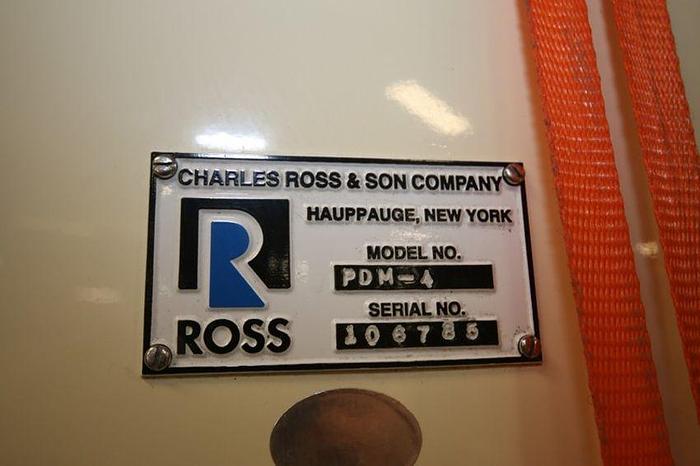 CHARLES ROSS & SON COMPANY
HAUPPAUGE, NEW YORK
MODEL NO.
PDM-4
SERIAL NO.
106785
R
ROSS